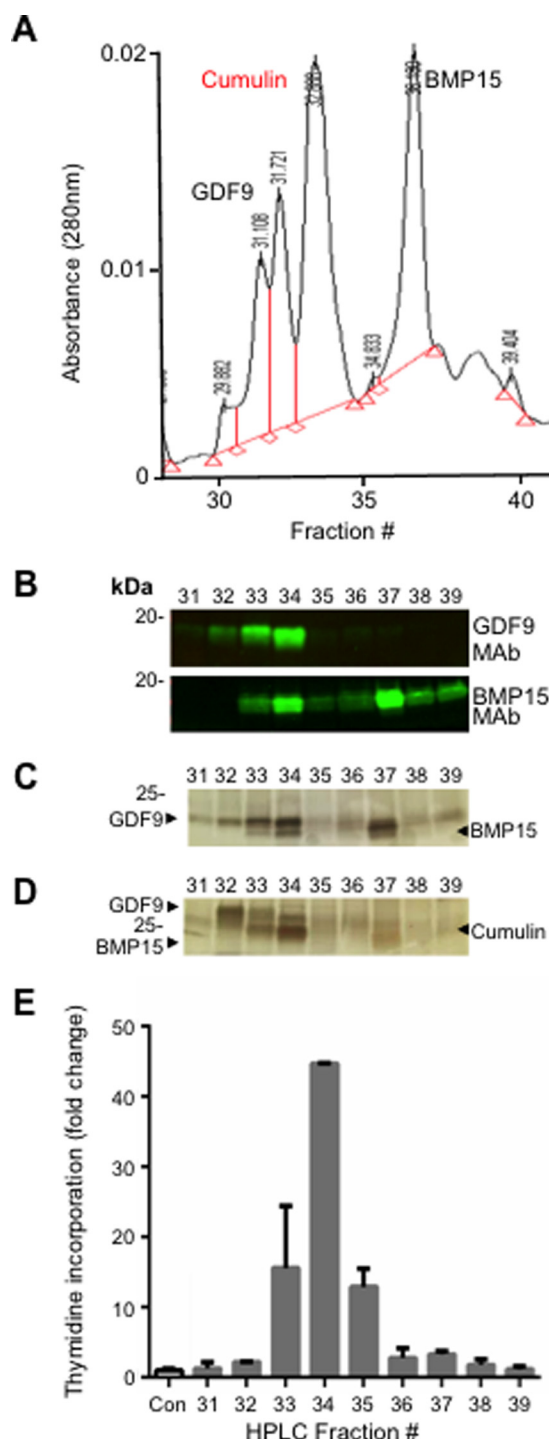 A
0.02
Cumulin
BMP15
GDF9
31.721
31.108
29.882
34.833
39.404
Absorbance (280nm)
0.01
0
30 35 40
Fraction #
B
kDa 31 32 33 34 35 36 37 38 39
20-
GDF9
MAb
20-
BMP15
MAb
C
31 32 33 34 35 36 37 38 39
25-
GDF9
BMP15
D
31 32 33 34 35 36 37 38 39
GDF9
25-
Cumulin
BMP15
E
Thymidine incorporation (fold change)
50
40
30
20
10
0
Con 31 32 33 34 35 36 37 38 39
HPLC Fraction #